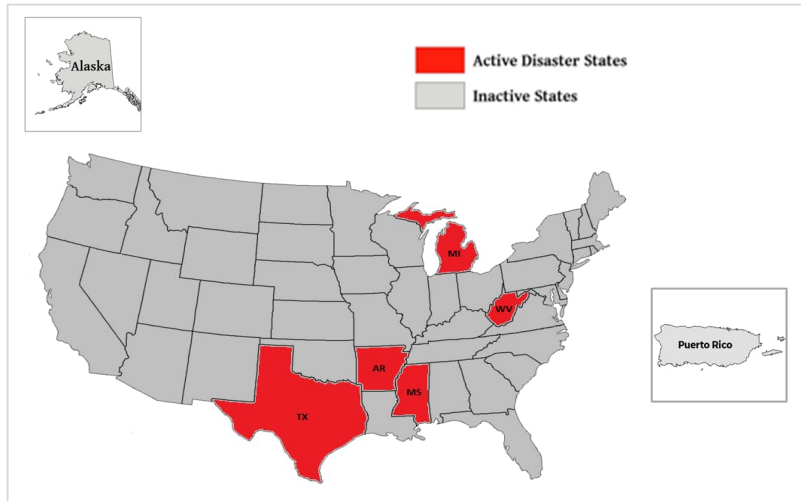 Alaska
Active Disaster States
Inactive States
MI
WV
Puerto Rico
AR
MS
TX